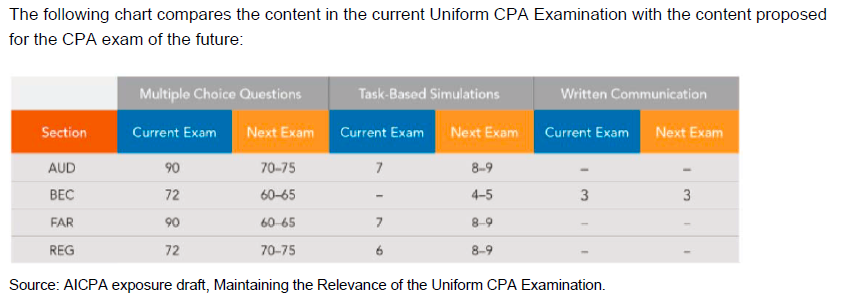 The following chart compares the content in the current Uniform CPA Examination with the content proposed
for the CPA exam of the future:
Multiple Choice Questions Task-Based Simulations Written Communication
Section Current Exam Next Exam Current Exam Next Exam Current Exam Next Exam
AUD 90 70–75 7 8–9 – –
BEC 72 60–65 – 4–5 3 3
FAR 90 60–65 7 8–9 – –
REG 72 70–75 6 8–9 – –
Source: AICPA exposure draft, Maintaining the Relevance of the Uniform CPA Examination.